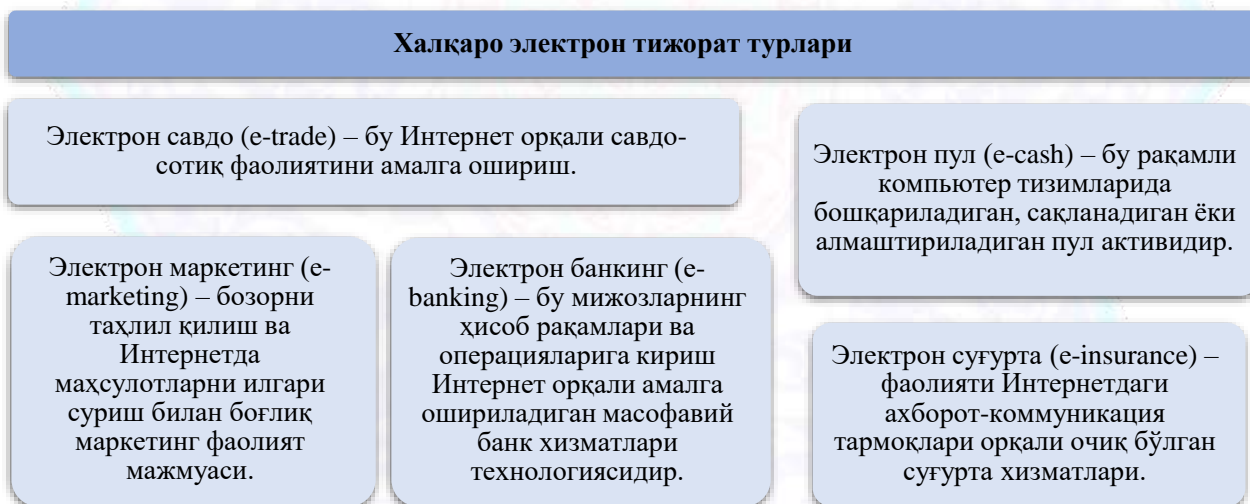 Халқаро электрон тижорат турлари
Электрон савдо (e-trade) – бу Интернет орқали савдо-
сотиқ фаолиятини амалга ошириш.
Электрон пул (e-cash) – бу рақамли
компьютер тизимларида
бошқариладиган, сақланадиган ёки
алмаштириладиган пул активидир.
Электрон маркетинг (e-
marketing) – бозорни
таҳлил қилиш ва
Интернетда
маҳсулотларни илгари
суриш билан боғлиқ
маркетинг фаолият
мажмуаси.
Электрон банкинг (e-
banking) – бу мижозларнинг
ҳисоб рақамлари ва
операцияларига кириш
Интернет орқали амалга
ошириладиган масофавий
банк хизматлари
технологиясидир.
Электрон суғурта (e-insurance) –
фаолияти Интернетдаги
ахборот-коммуникация
тармоқлари орқали очиқ бўлган
суғурта хизматлари.